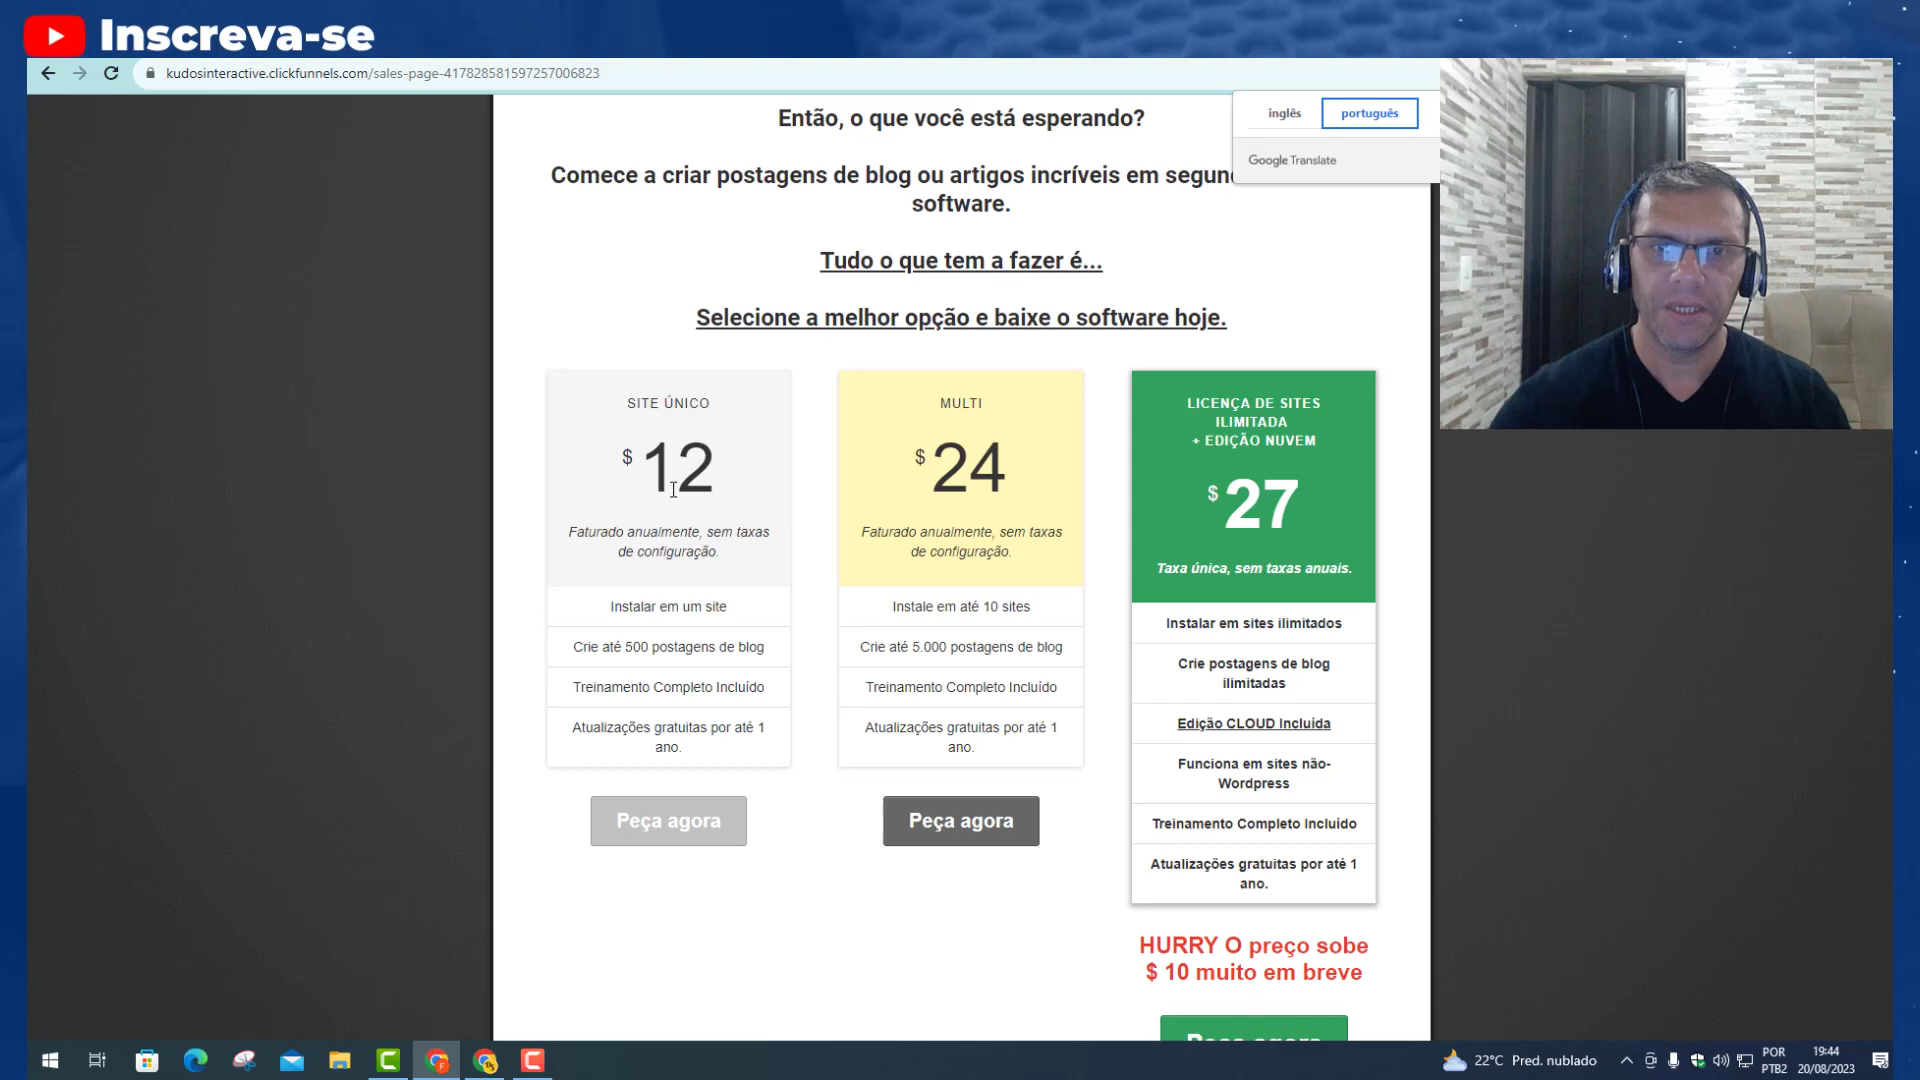 Inscreva-se
kudosinteractive.clickfunnels.com/sales-page-417828581597257006823
inglês
português
Google Translate
Então, o que você está esperando?
Comece a criar postagens de blog ou artigos incríveis em
software.
Tudo o que tem a fazer é...
Selecione a melhor opção e baixe o software hoje.
SITE ÚNICO
$ 12
Faturado anualmente, sem taxas
de configuração.
Instalar em um site
Crie até 500 postagens de blog
Treinamento Completo Incluído
Atualizações gratuitas por até 1
ano.
Peça agora
MULTI
$ 24
Faturado anualmente, sem taxas
de configuração.
Instale em até 10 sites
Crie até 5.000 postagens de blog
Treinamento Completo Incluído
Atualizações gratuitas por até 1
ano.
Peça agora
LICENÇA DE SITES
ILIMITADA
+ EDIÇÃO NUVEM
$ 27
Taxa única, sem taxas anuais.
Instalar em sites ilimitados
Crie postagens de blog
ilimitadas
Edição CLOUD Incluída
Funciona em sites não-
Wordpress
Treinamento Completo Incluído
Atualizações gratuitas por até 1
ano.
HURRY O preço sobe
$ 10 muito em breve
Peça agora
22°C Pred. nublado
POR
PTB2
19:44
20/08/2023